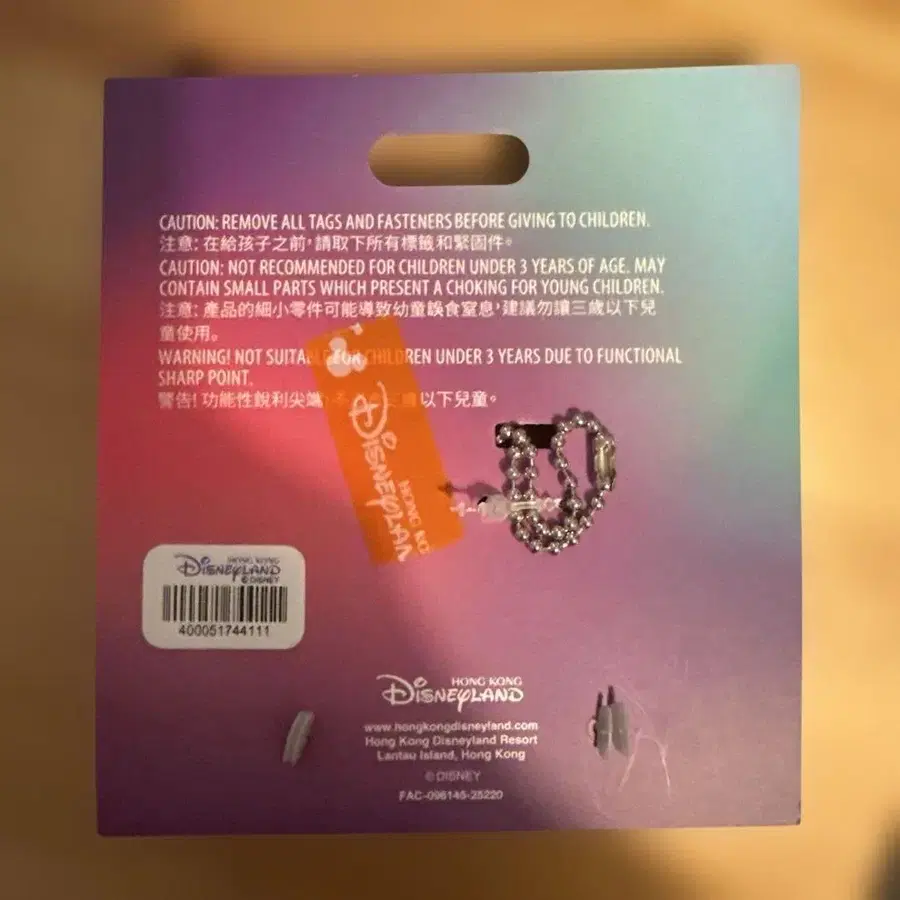 CAUTION: REMOVE ALL TAGS AND FASTENERS BEFORE GIVING TO CHILDREN.
注意: 在給孩子之前,請取下所有標籤和緊固件。
CAUTION: NOT RECOMMENDED FOR CHILDREN UNDER 3 YEARS OF AGE. MAY
CONTAIN SMALL PARTS WHICH PRESENT A CHOKING FOR YOUNG CHILDREN.
注意: 產品的細小零件可能導致幼童誤食窒息,建議勿讓三歲以下兒
童使用。
WARNING! NOT SUITABLE FOR CHILDREN UNDER 3 YEARS DUE TO FUNCTIONAL
SHARP POINT.
警告! 功能性銳利尖端 以下兒童。
DISNEYLAN
HONG KO
HONG KONG
DISNEYLAND
© DISNEY
400051744111
HONG KONG
DISNEYLAND
www.hongkongdisneyland.com
Hong Kong Disneyland Resort
Lantau Island, Hong Kong
© DISNEY
FAC-096145-25220